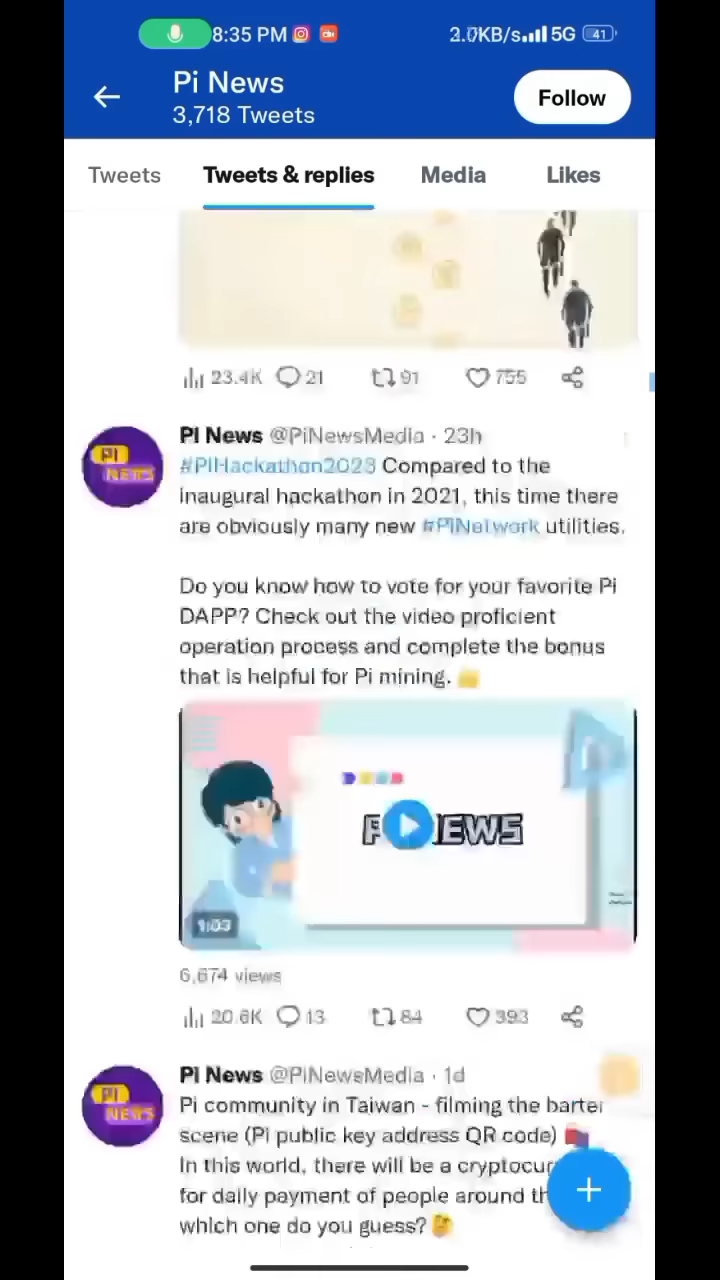 8:35 PM
2.0KB/s 5G 41
Pi News
3,718 Tweets
Follow
Tweets
Tweets & replies
Media
Likes
23.4K 21 91 755
PI NEWS
Pi News @PiNewsMedia · 23h
#PiHackathon2023 Compared to the
inaugural hackathon in 2021, this time there
are obviously many new #PiNetwork utilities.
Do you know how to vote for your favorite Pi
DAPP? Check out the video proficient
operation process and complete the bonus
that is helpful for Pi mining.
P EWS
1:03
6,674 views
20.6K 13 84 393
PI NEWS
Pi News @PiNewsMedia · 1d
Pi community in Taiwan - filming the barter
scene (Pi public key address QR code)
In this world, there will be a cryptocur
for daily payment of people around th
which one do you guess?